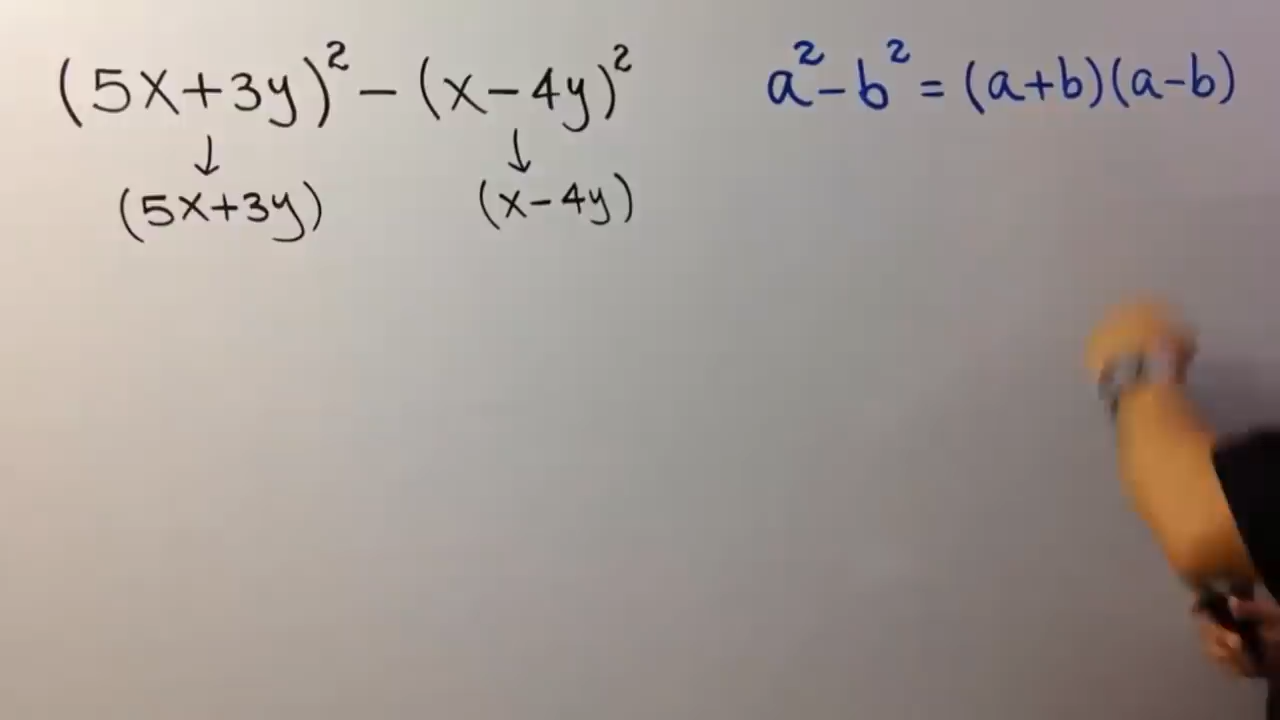 (5x+3y)² - (x-4y)² a² - b² = (a+b)(a-b)
↓ ↓
(5x+3y) (x-4y)